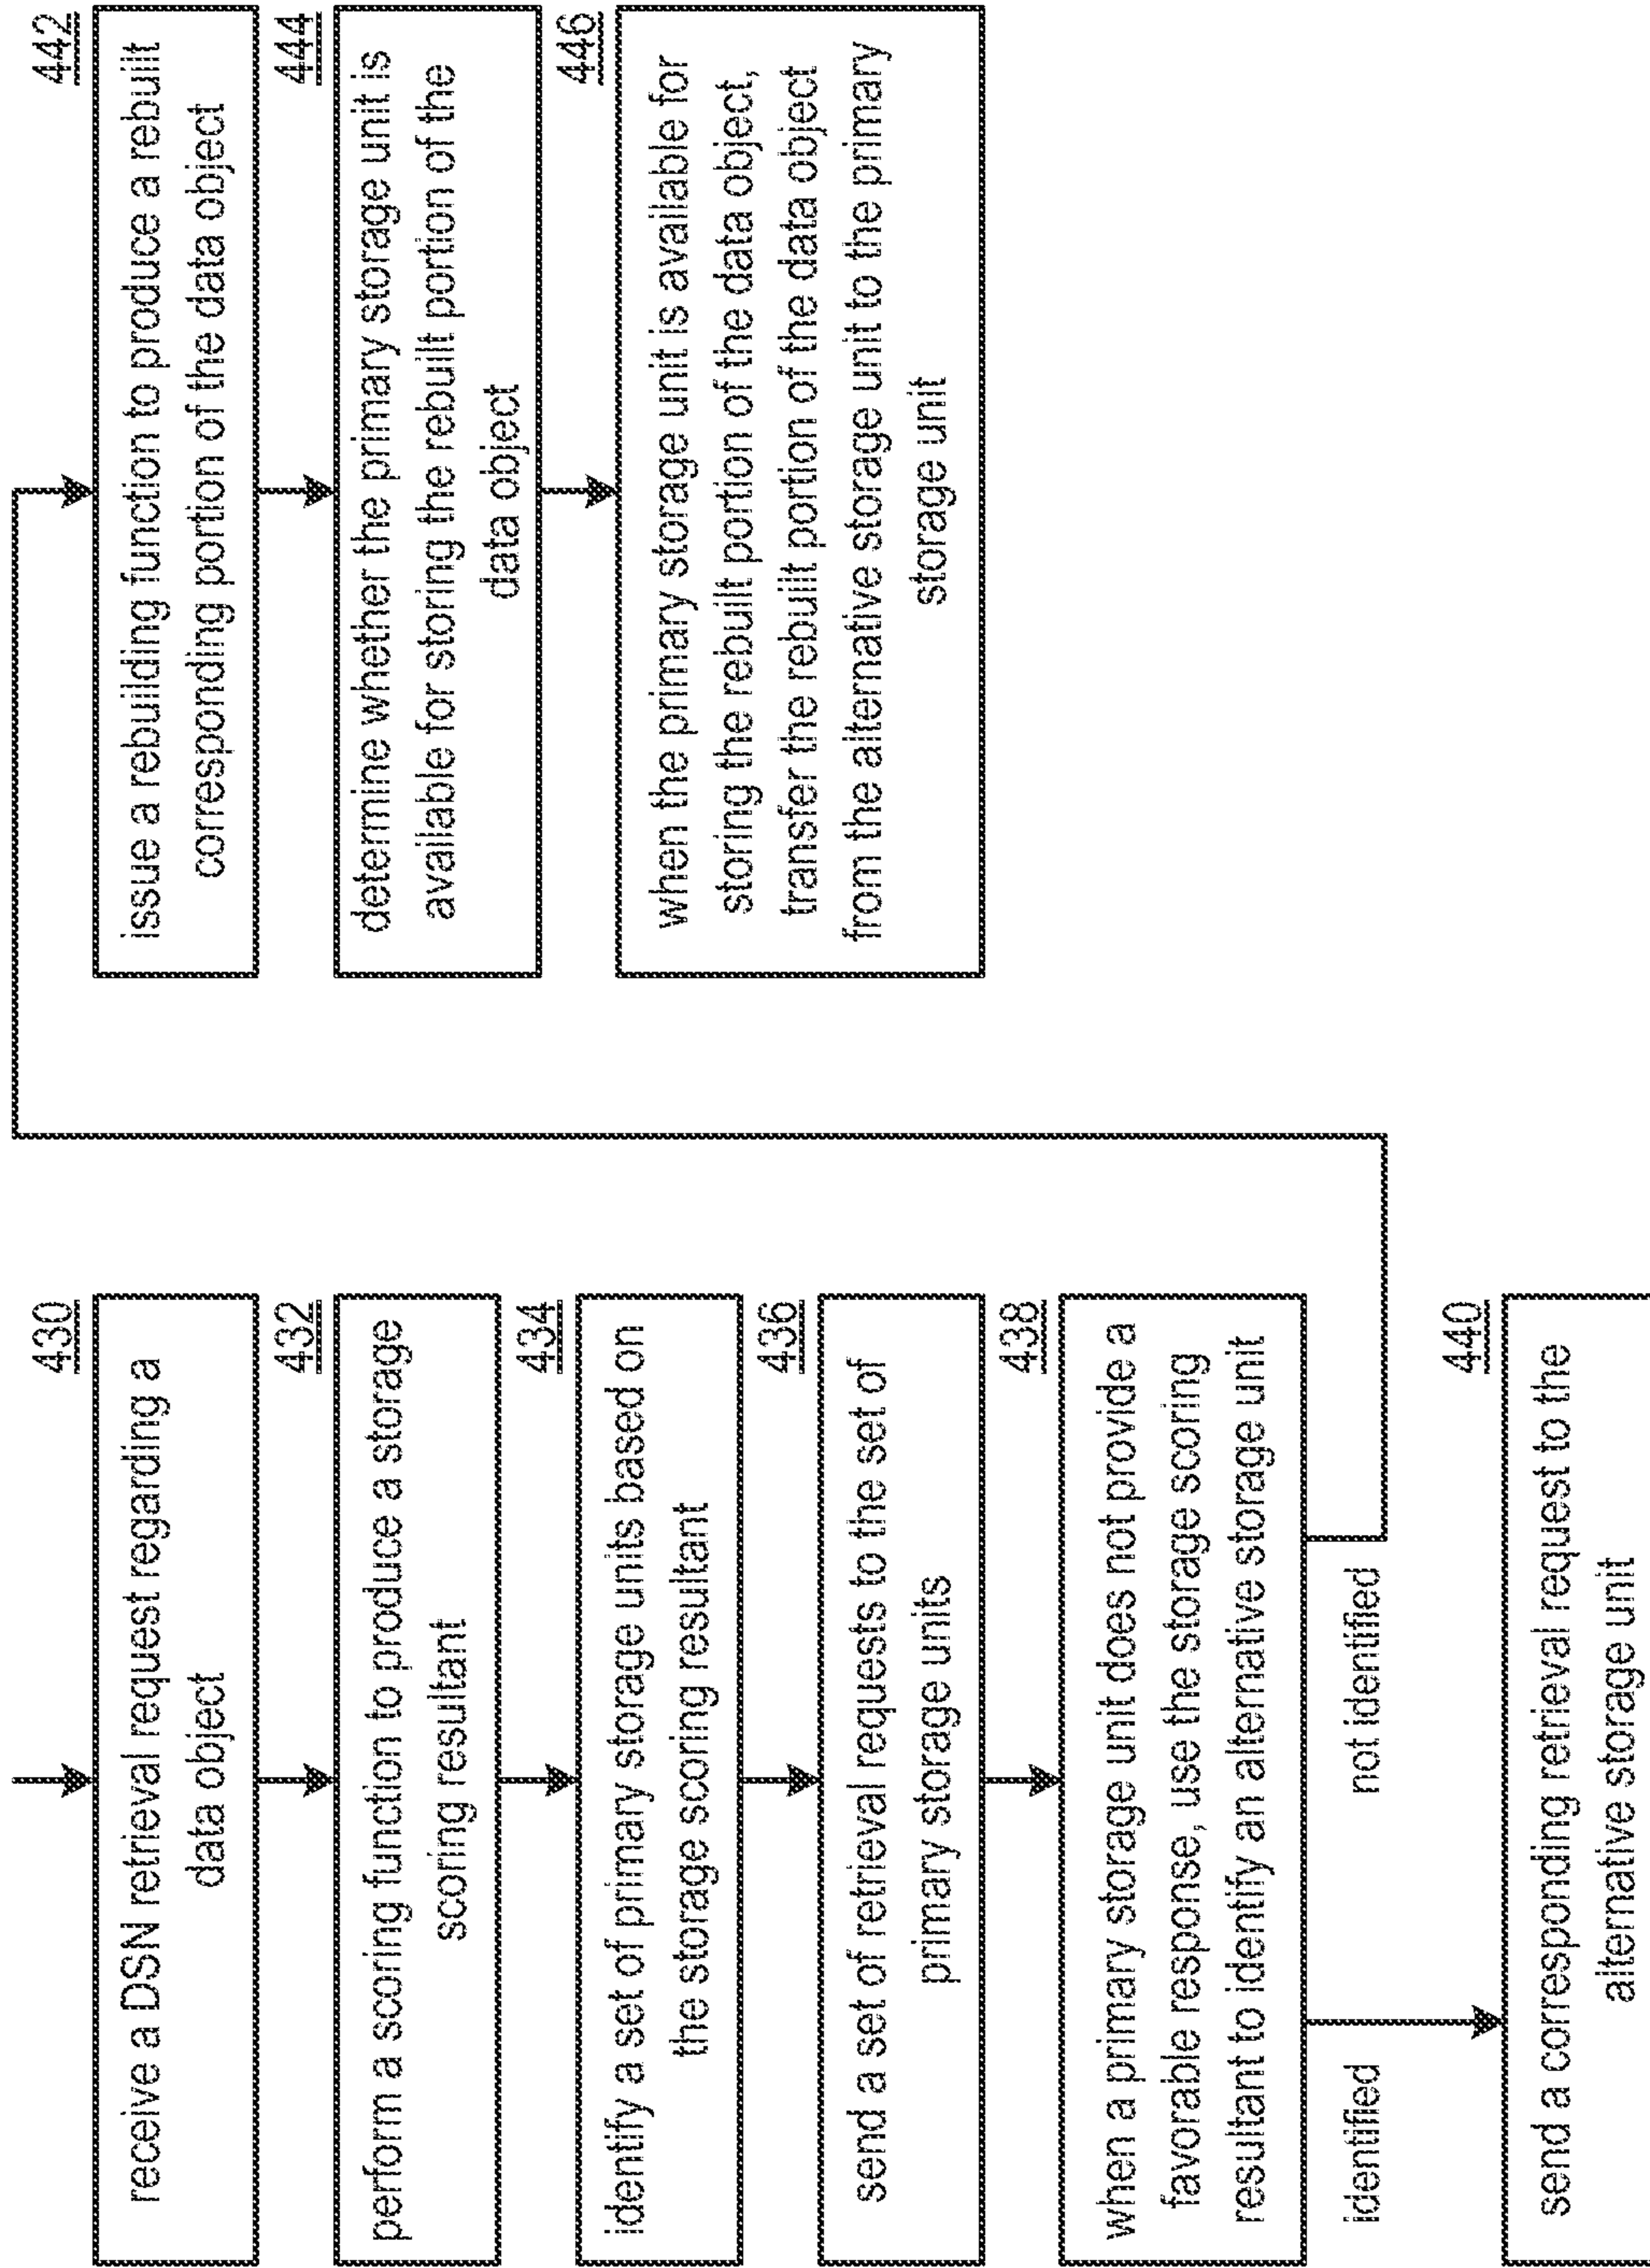 430
receive a DSN retrieval request regarding a
data object
432
perform a scoring function to produce a storage
scoring resultant
434
identify a set of primary storage units based on
the storage scoring resultant
436
send a set of retrieval requests to the set of
primary storage units
438
when a primary storage unit does not provide a
favorable response, use the storage scoring
resultant to identify an alternative storage unit
identified
not identified
440
send a corresponding retrieval request to the
alternative storage unit
442
issue a rebuilding function to produce a rebuilt
corresponding portion of the data object
444
determine whether the primary storage unit is
available for storing the rebuilt portion of the
data object
446
when the primary storage unit is available for
storing the rebuilt portion of the data object,
transfer the rebuilt portion of the data object
from the alternative storage unit to the primary
storage unit